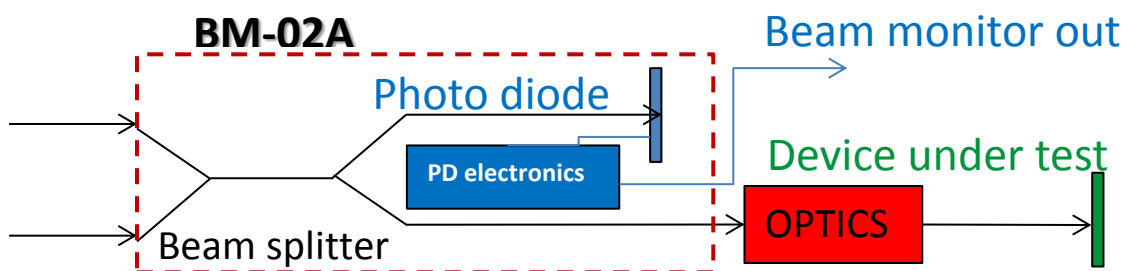 BM-02A
Beam monitor out
Photo diode
Device under test
PD electronics
OPTICS
Beam splitter